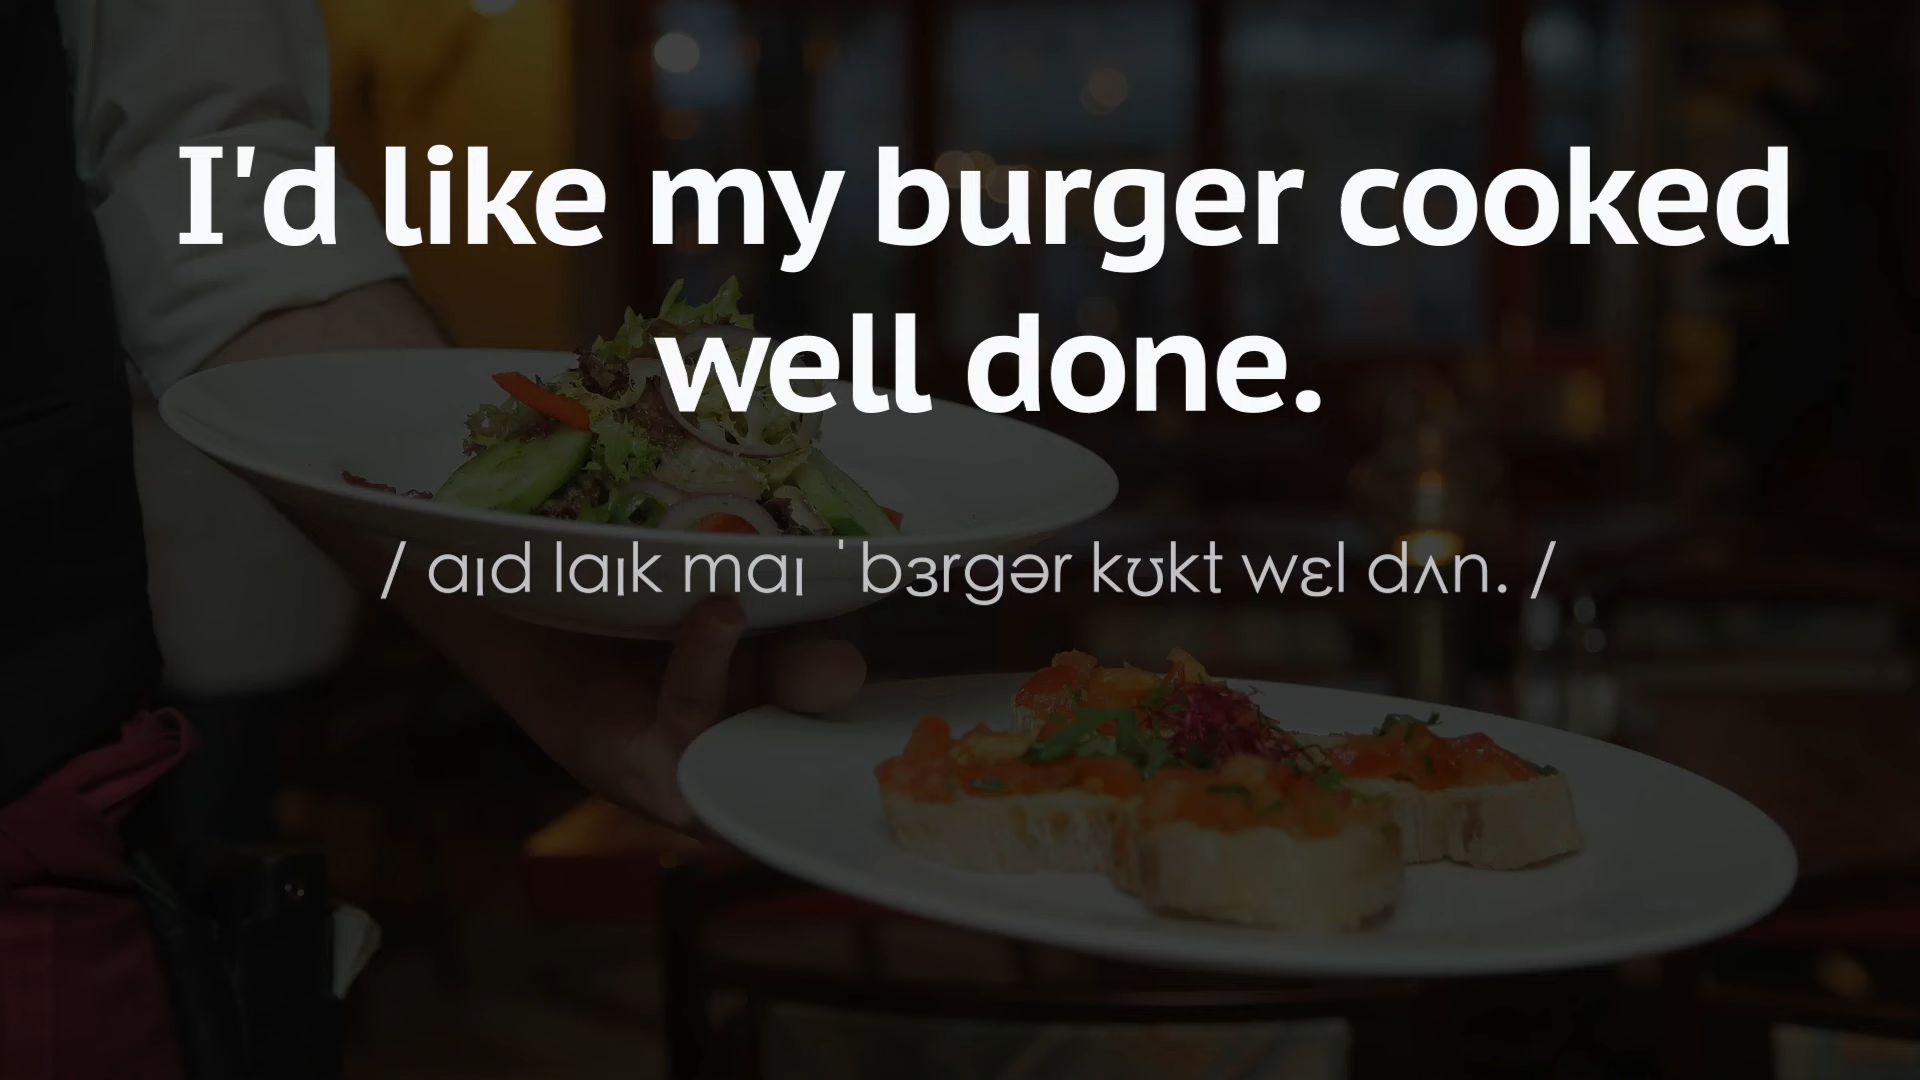 I'd like my burger cooked
well done.
/ aɪd laɪk maɪ ˈbɜrgər kʊkt wɛl dʌn. /